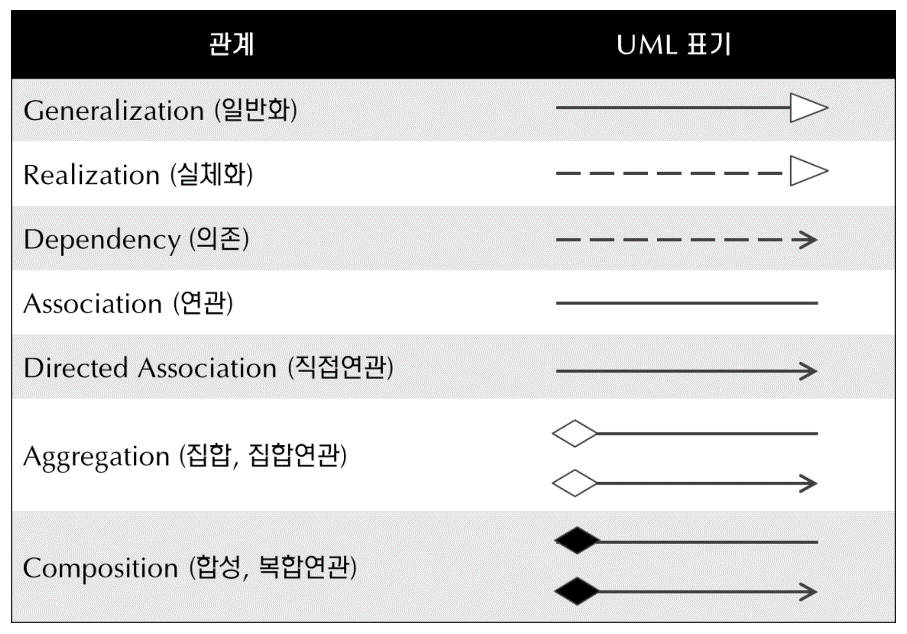 관계 UML 표기
Generalization (일반화)
Realization (실체화)
Dependency (의존)
Association (연관)
Directed Association (직접연관)
Aggregation (집합, 집합연관)
Composition (합성, 복합연관)